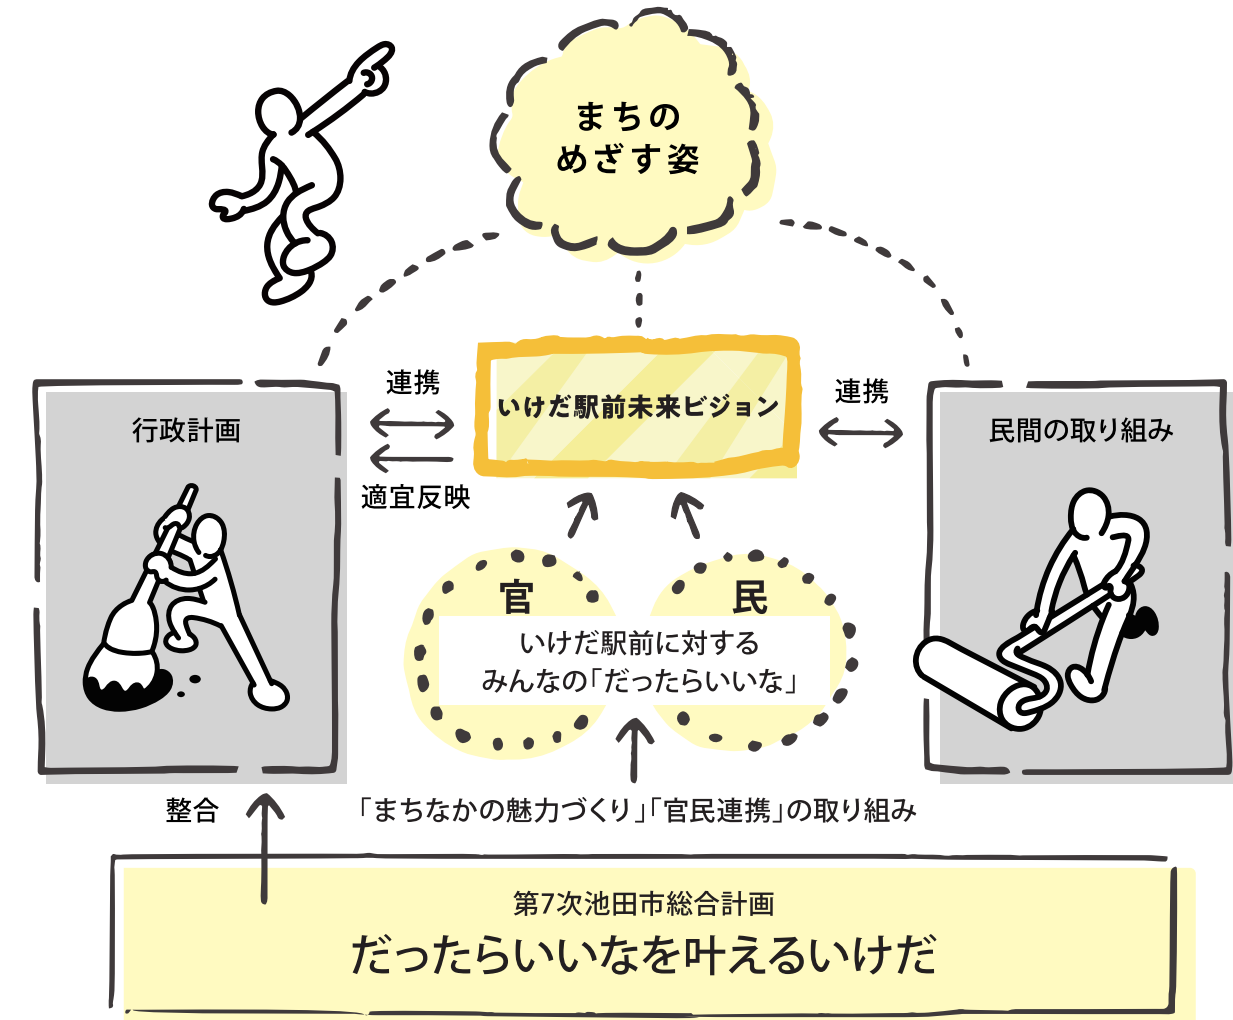 まちの
めざす姿
連携
いけだ駅前未来ビジョン
連携
行政計画
民間の取り組み
適宜反映
官
民
いけだ駅前に対する
みんなの「だったらいいな」
整合
「まちなかの魅力づくり」「官民連携」の取り組み
第7次池田市総合計画
だったらいいなを叶えるいけだ